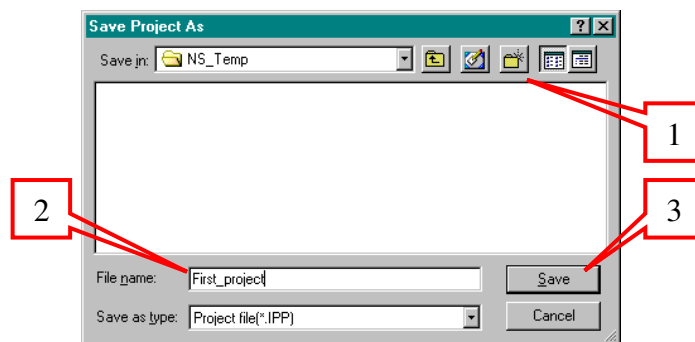 Save Project As
Save in: NS_Temp
1
2
3
File name: First_project
Save
Save as type: Project file(*.IPP)
Cancel